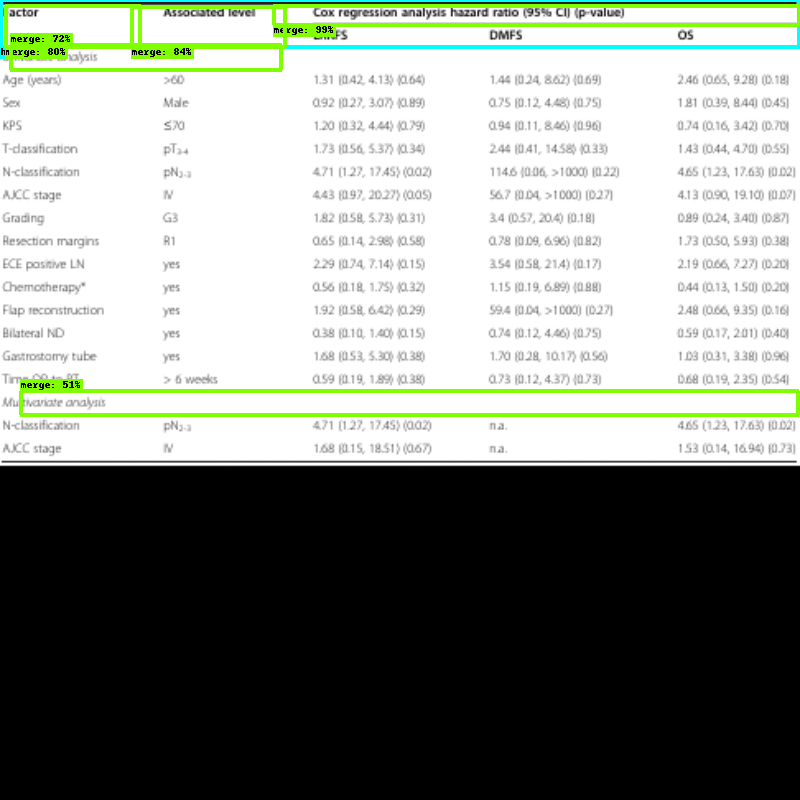 Factor Associated level Cox regression analysis hazard ratio (95% CI) (p-value)
merge: 99%
merge: 72% DMFS OS
merge: 80% merge: 84%
analysis
Age (years) >60 1.31 (0.42, 4.13) (0.64) 1.44 (0.24, 8.62) (0.69) 2.46 (0.65, 9.28) (0.18)
Sex Male 0.92 (0.27, 3.07) (0.89) 0.75 (0.12, 4.48) (0.75) 1.81 (0.39, 8.44) (0.45)
KPS ≤70 1.20 (0.32, 4.44) (0.79) 0.94 (0.11, 8.46) (0.96) 0.74 (0.16, 3.42) (0.70)
T-classification pT₃₋₄ 1.73 (0.56, 5.37) (0.34) 2.44 (0.41, 14.58) (0.33) 1.43 (0.44, 4.70) (0.55)
N-classification pN₂₋₃ 4.71 (1.27, 17.45) (0.02) 114.6 (0.06, >1000) (0.22) 4.65 (1.23, 17.63) (0.02)
AJCC stage IV 4.43 (0.97, 20.27) (0.05) 56.7 (0.04, >1000) (0.27) 4.13 (0.90, 19.10) (0.07)
Grading G3 1.82 (0.58, 5.73) (0.31) 3.4 (0.57, 20.4) (0.18) 0.89 (0.24, 3.40) (0.87)
Resection margins R1 0.65 (0.14, 2.98) (0.58) 0.78 (0.09, 6.96) (0.82) 1.73 (0.50, 5.93) (0.38)
ECE positive LN yes 2.29 (0.74, 7.14) (0.15) 3.54 (0.58, 21.4) (0.17) 2.19 (0.66, 7.27) (0.20)
Chemotherapy* yes 0.56 (0.18, 1.75) (0.32) 1.15 (0.19, 6.89) (0.88) 0.44 (0.13, 1.50) (0.20)
Flap reconstruction yes 1.92 (0.58, 6.42) (0.29) 59.4 (0.04, >1000) (0.27) 2.48 (0.66, 9.35) (0.16)
Bilateral ND yes 0.38 (0.10, 1.40) (0.15) 0.74 (0.12, 4.46) (0.75) 0.59 (0.17, 2.01) (0.40)
Gastrostomy tube yes 1.68 (0.53, 5.30) (0.38) 1.70 (0.28, 10.17) (0.56) 1.03 (0.31, 3.38) (0.96)
Time OP to RT > 6 weeks 0.59 (0.19, 1.89) (0.38) 0.73 (0.12, 4.37) (0.73) 0.68 (0.19, 2.35) (0.54)
merge: 51%
Multivariate analysis
N-classification pN₂₋₃ 4.71 (1.27, 17.45) (0.02) n.a. 4.65 (1.23, 17.63) (0.02)
AJCC stage IV 1.68 (0.15, 18.51) (0.67) n.a. 1.53 (0.14, 16.94) (0.73)